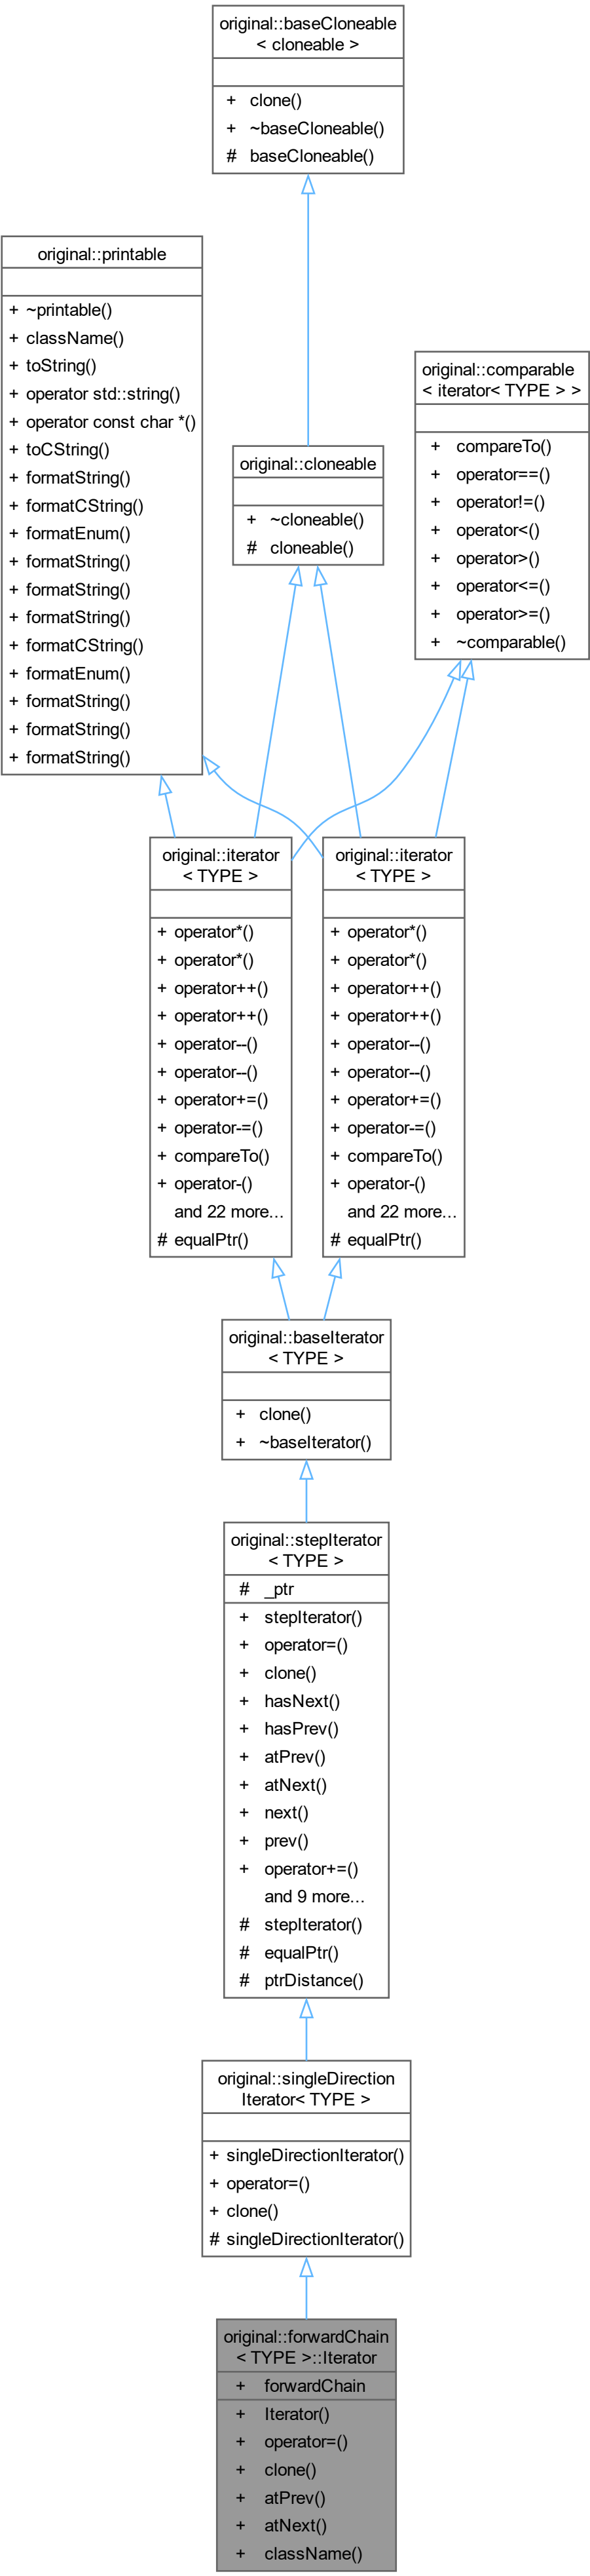 original::baseCloneable
< cloneable >
+ clone()
+ ~baseCloneable()
# baseCloneable()
original::printable
+ ~printable()
+ className()
+ toString()
+ operator std::string()
+ operator const char *()
+ toCString()
+ formatString()
+ formatCString()
+ formatEnum()
+ formatString()
+ formatString()
+ formatString()
+ formatCString()
+ formatEnum()
+ formatString()
+ formatString()
+ formatString()
original::comparable
< iterator< TYPE > >
+ compareTo()
+ operator==()
+ operator!=()
+ operator<()
+ operator>()
+ operator<=()
+ operator>=()
+ ~comparable()
original::cloneable
+ ~cloneable()
# cloneable()
original::iterator
< TYPE >
+ operator*()
+ operator*()
+ operator++()
+ operator++()
+ operator--()
+ operator--()
+ operator+=()
+ operator-=()
+ compareTo()
+ operator-()
and 22 more...
# equalPtr()
original::iterator
< TYPE >
+ operator*()
+ operator*()
+ operator++()
+ operator++()
+ operator--()
+ operator--()
+ operator+=()
+ operator-=()
+ compareTo()
+ operator-()
and 22 more...
# equalPtr()
original::baseIterator
< TYPE >
+ clone()
+ ~baseIterator()
original::stepIterator
< TYPE >
# _ptr
+ stepIterator()
+ operator=()
+ clone()
+ hasNext()
+ hasPrev()
+ atPrev()
+ atNext()
+ next()
+ prev()
+ operator+=()
and 9 more...
# stepIterator()
# equalPtr()
# ptrDistance()
original::singleDirection
Iterator< TYPE >
+ singleDirectionIterator()
+ operator=()
+ clone()
# singleDirectionIterator()
original::forwardChain
< TYPE >::Iterator
+ forwardChain
+ Iterator()
+ operator=()
+ clone()
+ atPrev()
+ atNext()
+ className()